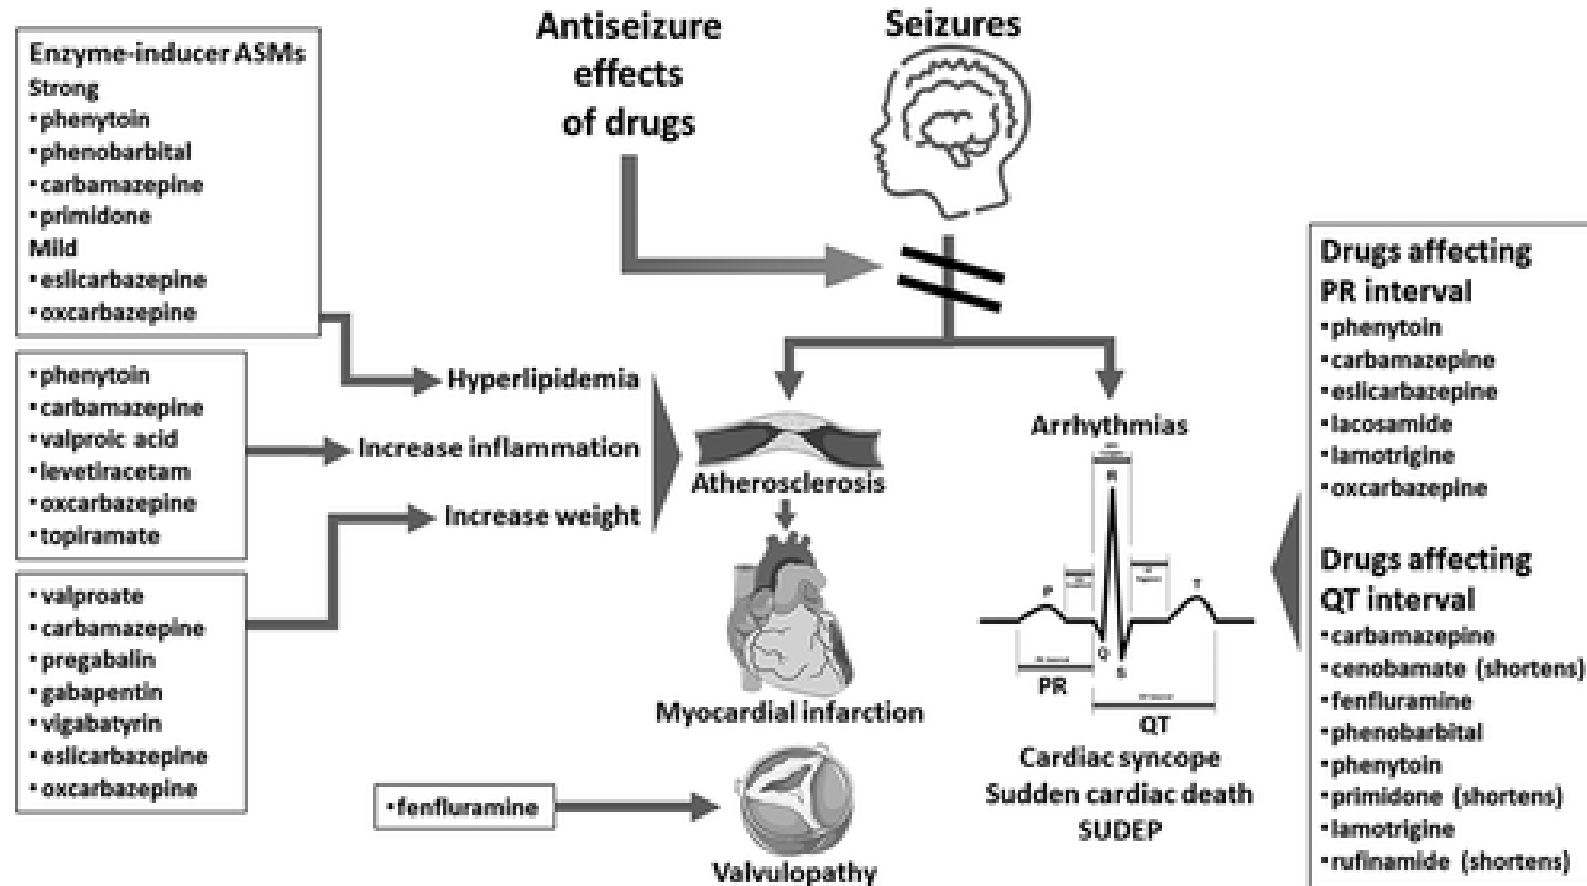 Enzyme-inducer ASMs
Strong
•phenytoin
•phenobarbital
•carbamazepine
•primidone
Mild
•eslicarbazepine
•oxcarbazepine
•phenytoin
•carbamazepine
•valproic acid
•levetiracetam
•oxcarbazepine
•topiramate
•valproate
•carbamazepine
•pregabalin
•gabapentin
•vigabatyrin
•eslicarbazepine
•oxcarbazepine
Antiseizure
effects
of drugs
Seizures
Hyperlipidemia
Increase inflammation
Increase weight
Atherosclerosis
Myocardial infarction
•fenfluramine
Valvulopathy
Arrhythmias
R
P
T
Q
S
PR
QT
Cardiac syncope
Sudden cardiac death
SUDEP
Drugs affecting
PR interval
•phenytoin
•carbamazepine
•eslicarbazepine
•lacosamide
•lamotrigine
•oxcarbazepine
Drugs affecting
QT interval
•carbamazepine
•cenobamate (shortens)
•fenfluramine
•phenobarbital
•phenytoin
•primidone (shortens)
•lamotrigine
•rufinamide (shortens)